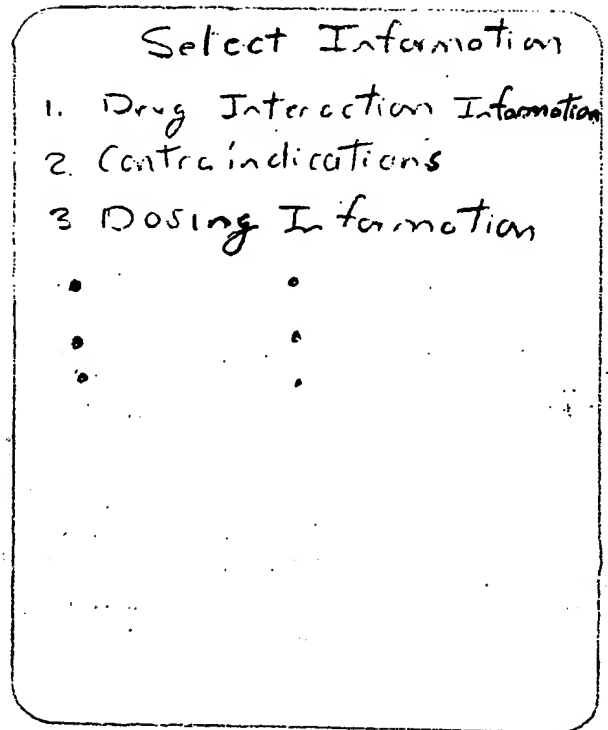 Select Information
1. Drug Interaction Information
2. Contraindications
3 Dosing Information